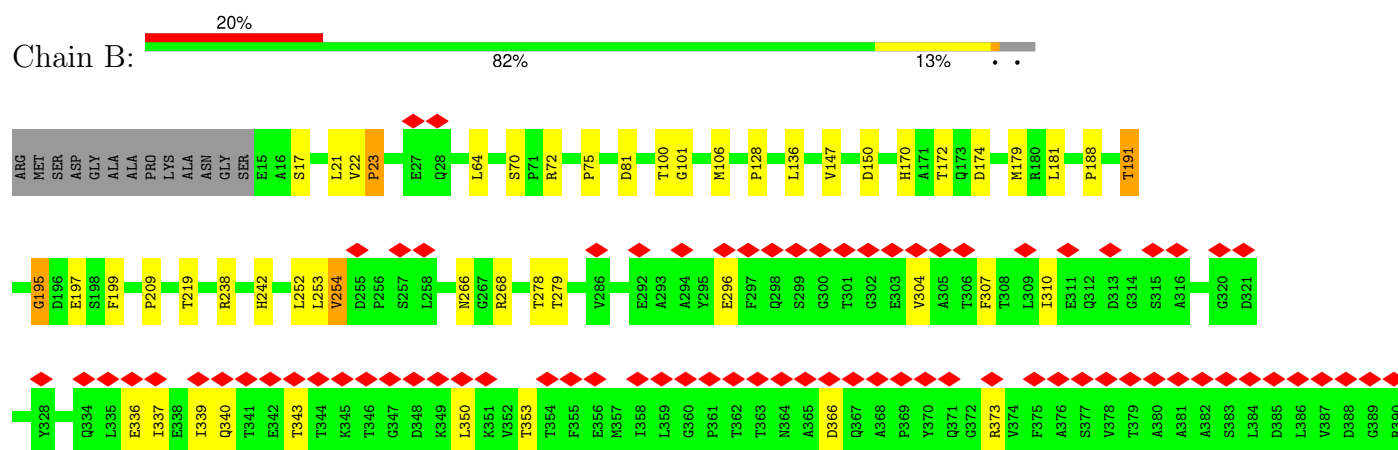 20%
Chain B:
82% 13% • •
ARG MET SER ASP GLY ALA ALA PRO LYS ALA ASN GLY SER E15 A16 S17 L21 V22 P23 E27 Q28 L64 S70 P71 R72 P75 D81 T100 G101 M106 P128 L136 V147 D150 H170 A171 T172 Q173 D174 M179 R180 L181 P188 T191
G195 D196 E197 S198 F199 P209 T219 R238 H242 L252 L253 V254 D255 P256 S257 L258 N266 G267 R268 T278 T279 V286 E292 A293 A294 Y295 E296 F297 Q298 S299 G300 T301 G302 E303 V304 A305 T306 F307 T308 L309 I310 E311 Q312 D313 G314 S315 A316 G320 D321
Y328 Q334 L335 E336 I337 E338 I339 Q340 T341 E342 T343 T344 K345 T346 G347 D348 K349 L350 K351 V352 T353 T354 F355 E356 M357 I358 L359 G360 P361 T362 T363 N364 A365 D366 Q367 A368 P369 Y370 Q371 G372 R373 V374 F375 A376 S377 V378 T379 A380 A381 A382 S383 L384 D385 L386 V387 D388 G389